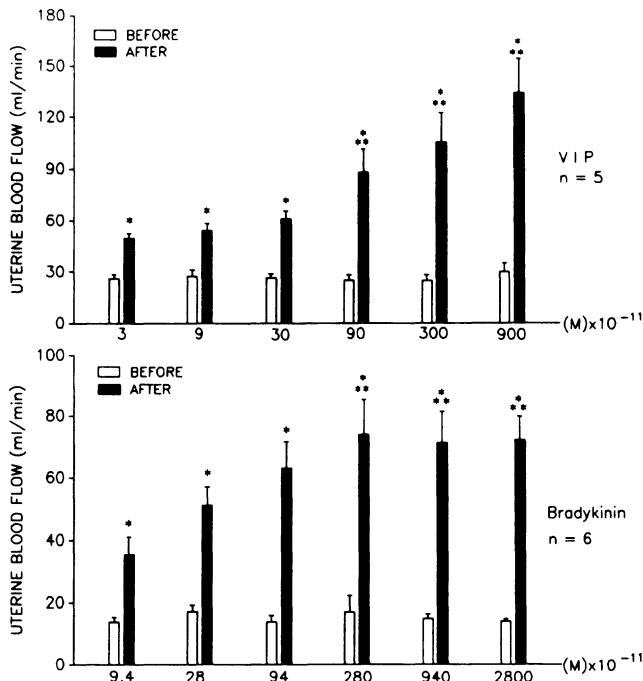 UTERINE BLOOD FLOW (ml/min)
180
150
120
90
60
30
0
BEFORE
AFTER
*
*
*
*
**
*
**
*
**
VIP
n = 5
3 9 30 90 300 900 (M)x10⁻¹¹
UTERINE BLOOD FLOW (ml/min)
100
80
60
40
20
0
BEFORE
AFTER
*
*
*
*
**
*
**
*
**
Bradykinin
n = 6
9.4 28 94 280 940 2800 (M)x10⁻¹¹